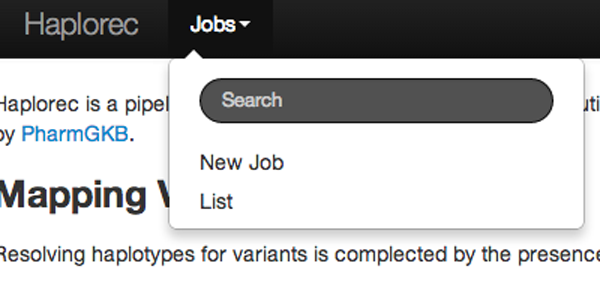 Haplorec Jobs
Search
Haplorec is a pipel
by PharmGKB.
New Job
Mapping
List
Resolving haplotypes for variants is complected by the presence